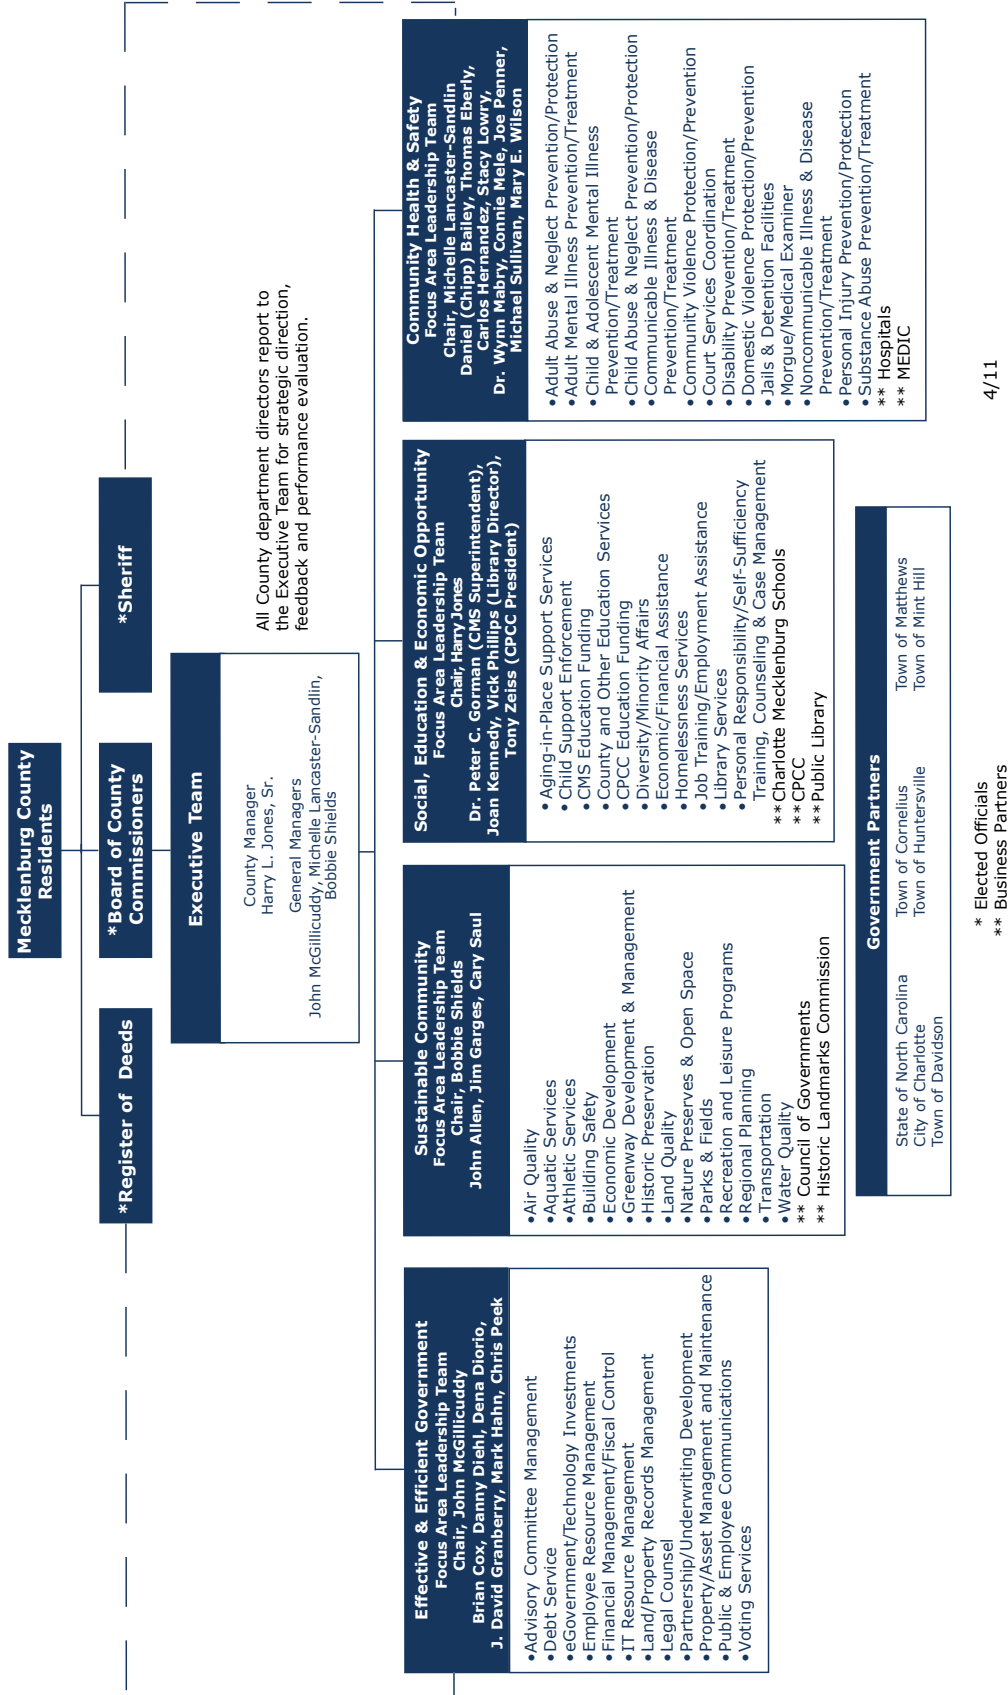 Mecklenburg County
Residents
*Register of Deeds
*Board of County
Commissioners
*Sheriff
Executive Team
County Manager
Harry L. Jones, Sr.
General Managers
John McGillicuddy, Michelle Lancaster-Sandlin,
Bobbie Shields
All County department directors report to
the Executive Team for strategic direction,
feedback and performance evaluation.
Effective & Efficient Government
Focus Area Leadership Team
Chair, John McGillicuddy
Brian Cox, Danny Diehl, Dena Diorio,
J. David Granberry, Mark Hahn, Chris Peek
•Advisory Committee Management
•Debt Service
•eGovernment/Technology Investments
•Employee Resource Management
•Financial Management/Fiscal Control
•IT Resource Management
•Land/Property Records Management
•Legal Counsel
•Partnership/Underwriting Development
•Property/Asset Management and Maintenance
•Public & Employee Communications
•Voting Services
Sustainable Community
Focus Area Leadership Team
Chair, Bobbie Shields
John Allen, Jim Garges, Cary Saul
•Air Quality
•Aquatic Services
•Athletic Services
•Building Safety
•Economic Development
•Greenway Development & Management
•Historic Preservation
•Land Quality
•Nature Preserves & Open Space
•Parks & Fields
•Recreation and Leisure Programs
•Regional Planning
•Transportation
•Water Quality
** Council of Governments
** Historic Landmarks Commission
Social, Education & Economic Opportunity
Focus Area Leadership Team
Chair, Harry Jones
Dr. Peter C. Gorman (CMS Superintendent),
Joan Kennedy, Vick Phillips (Library Director),
Tony Zeiss (CPCC President)
•Aging-in-Place Support Services
•Child Support Enforcement
•CMS Education Funding
•County and Other Education Services
•CPCC Education Funding
•Diversity/Minority Affairs
•Economic/Financial Assistance
•Homelessness Services
•Job Training/Employment Assistance
•Library Services
•Personal Responsibility/Self-Sufficiency
Training, Counseling & Case Management
**Charlotte Mecklenburg Schools
**CPCC
**Public Library
Community Health & Safety
Focus Area Leadership Team
Chair, Michelle Lancaster-Sandlin
Daniel (Chipp) Bailey, Thomas Eberly,
Carlos Hernandez, Stacy Lowry,
Dr. Wynn Mabry, Connie Mele, Joe Penner,
Michael Sullivan, Mary E. Wilson
•Adult Abuse & Neglect Prevention/Protection
•Adult Mental Illness Prevention/Treatment
•Child & Adolescent Mental Illness
Prevention/Treatment
•Child Abuse & Neglect Prevention/Protection
•Communicable Illness & Disease
Prevention/Treatment
•Community Violence Protection/Prevention
•Court Services Coordination
•Disability Prevention/Treatment
•Domestic Violence Protection/Prevention
•Jails & Detention Facilities
•Morgue/Medical Examiner
•Noncommunicable Illness & Disease
Prevention/Treatment
•Personal Injury Prevention/Protection
•Substance Abuse Prevention/Treatment
** Hospitals
** MEDIC
Government Partners
State of North Carolina
City of Charlotte
Town of Davidson
Town of Cornelius
Town of Huntersville
Town of Matthews
Town of Mint Hill
* Elected Officials
** Business Partners
4/11